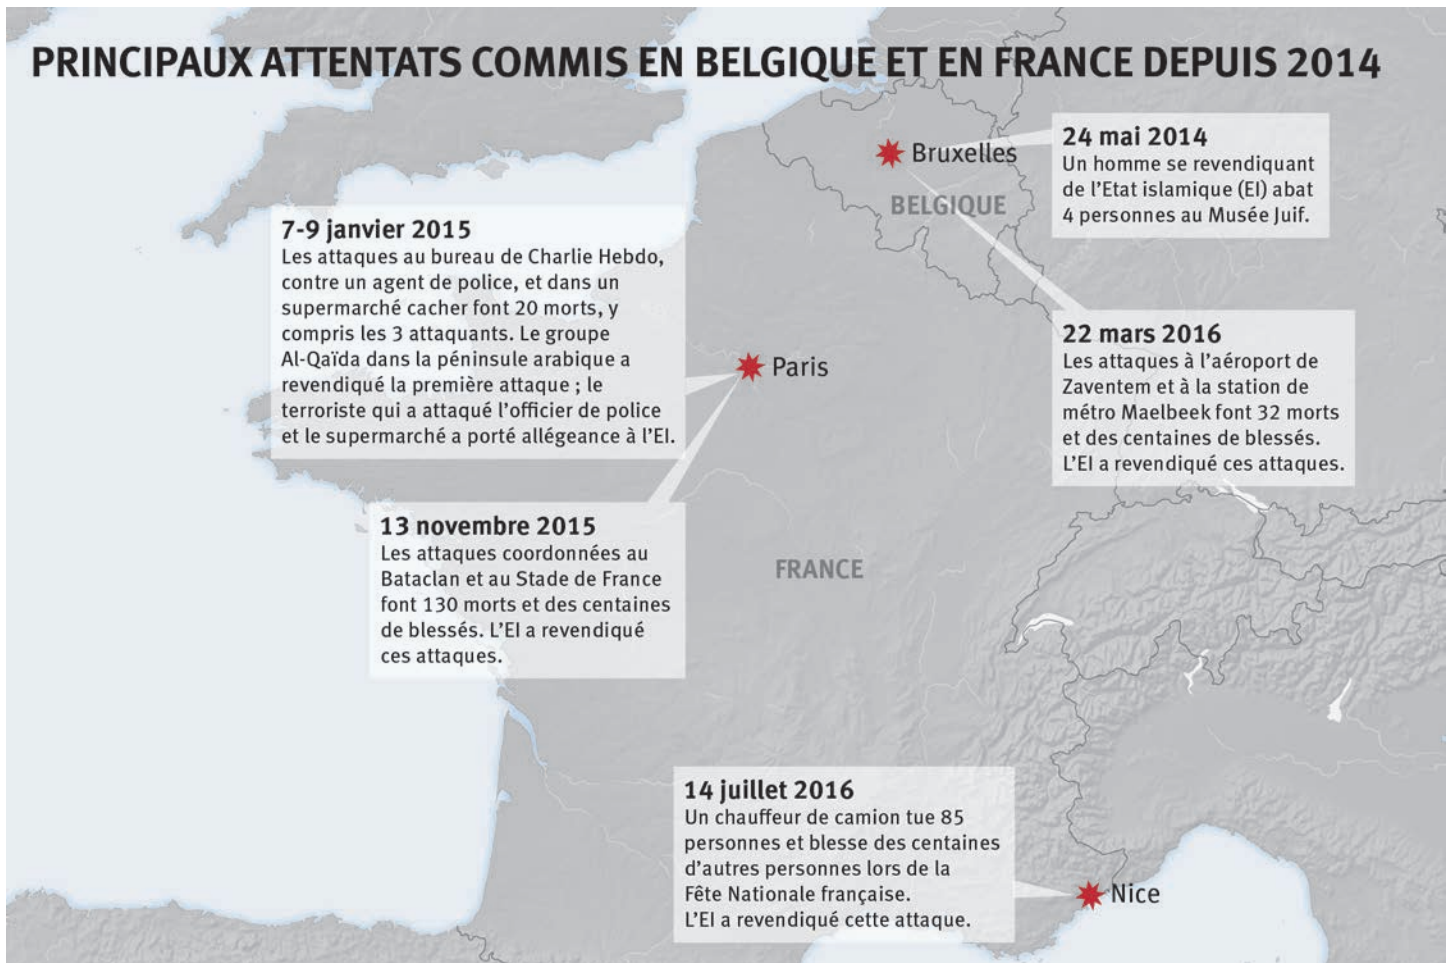 PRINCIPAUX ATTENTATS COMMIS EN BELGIQUE ET EN FRANCE DEPUIS 2014
24 mai 2014
Un homme se revendiquant
de l'Etat islamique (EI) abat
4 personnes au Musée Juif.
Bruxelles
BELGIQUE
7-9 janvier 2015
Les attaques au bureau de Charlie Hebdo,
contre un agent de police, et dans un
supermarché cacher font 20 morts, y
compris les 3 attaquants. Le groupe
Al-Qaïda dans la péninsule arabique a
revendiqué la première attaque ; le
terroriste qui a attaqué l'officier de police
et le supermarché a porté allégeance à l'EI.
22 mars 2016
Les attaques à l'aéroport de
Zaventem et à la station de
métro Maelbeek font 32 morts
et des centaines de blessés.
L'EI a revendiqué ces attaques.
Paris
13 novembre 2015
Les attaques coordonnées au
Bataclan et au Stade de France
font 130 morts et des centaines
de blessés. L'EI a revendiqué
ces attaques.
FRANCE
14 juillet 2016
Un chauffeur de camion tue 85
personnes et blesse des centaines
d'autres personnes lors de la
Fête Nationale française.
L'EI a revendiqué cette attaque.
Nice